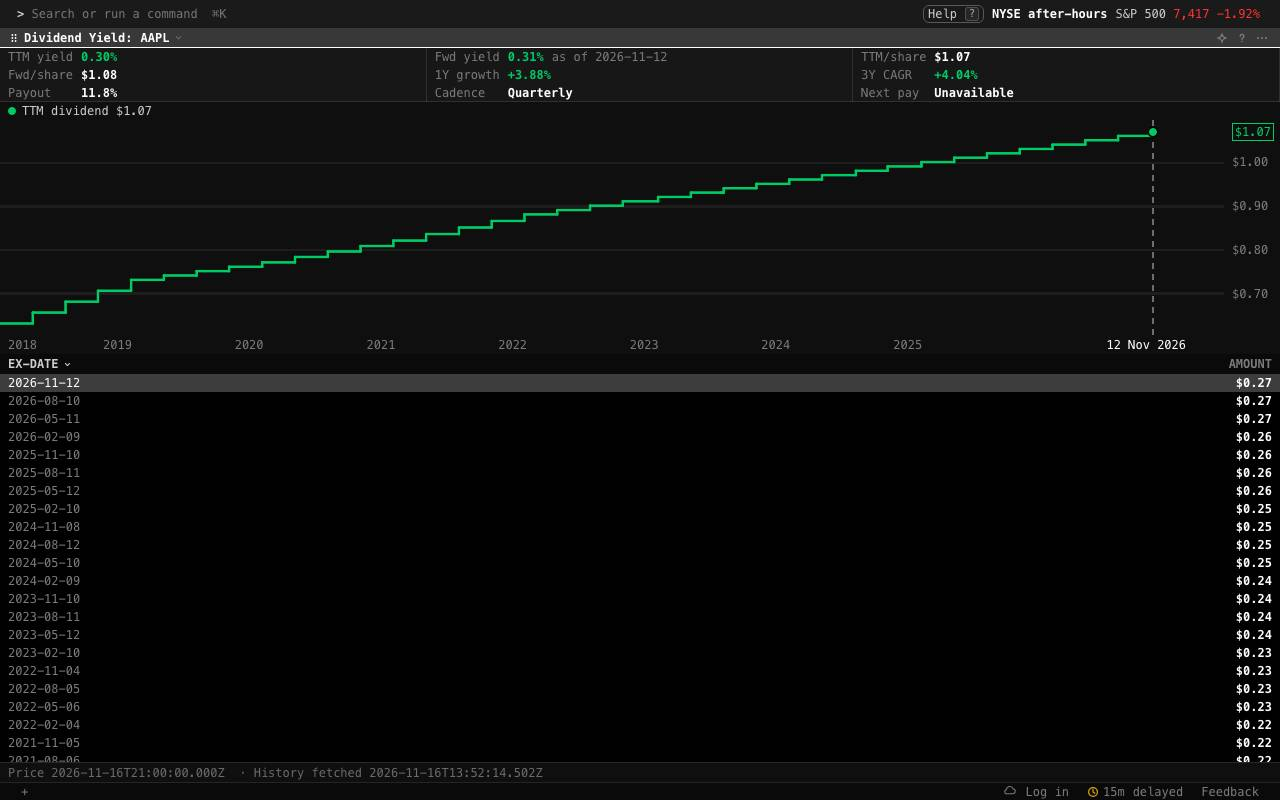 > Search or run a command ⌘K Help ? NYSE after-hours S&P 500 7,417 −1.92%
Dividend Yield: AAPL ?
TTM yield 0.30% Fwd yield 0.31% as of 2026-11-12 TTM/share $1.07
Fwd/share $1.08 1Y growth +3.88% 3Y CAGR +4.04%
Payout 11.8% Cadence Quarterly Next pay Unavailable
TTM dividend $1.07
$1.07
$1.00
$0.90
$0.80
$0.70
2018 2019 2020 2021 2022 2023 2024 2025 12 Nov 2026
EX-DATE AMOUNT
2026-11-12 $0.27
2026-08-10 $0.27
2026-05-11 $0.27
2026-02-09 $0.26
2025-11-10 $0.26
2025-08-11 $0.26
2025-05-12 $0.26
2025-02-10 $0.25
2024-11-08 $0.25
2024-08-12 $0.25
2024-05-10 $0.25
2024-02-09 $0.24
2023-11-10 $0.24
2023-08-11 $0.24
2023-05-12 $0.24
2023-02-10 $0.23
2022-11-04 $0.23
2022-08-05 $0.23
2022-05-06 $0.23
2022-02-04 $0.22
2021-11-05 $0.22
2021-08-06 $0.22
Price 2026-11-16T21:00:00.000Z · History fetched 2026-11-16T13:52:14.502Z
+ Log in 15m delayed Feedback